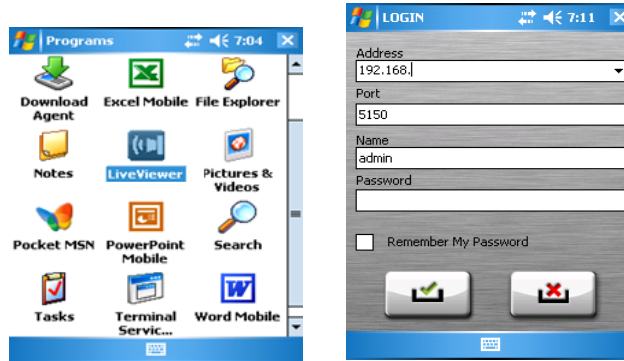 Programs 7:04
Download Agent
Excel Mobile
File Explorer
Notes
LiveViewer
Pictures & Videos
Pocket MSN
PowerPoint Mobile
Search
Tasks
Terminal Servic...
Word Mobile
LOGIN 7:11
Address
192.168.
Port
5150
Name
admin
Password
Remember My Password